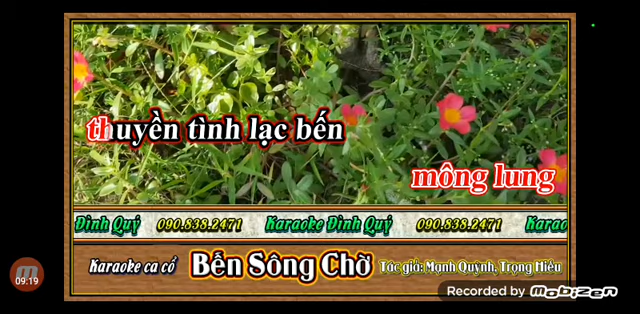 thuyền tình lạc bến
mông lung
Đình Quý 090.838.2471 Karaoke Đình Quý 090.838.2471 Karao
Karaoke ca cổ Bến Sông Chờ Tác giả: Mạnh Quỳnh, Trọng Hiếu
09:19
Recorded by Mobizen